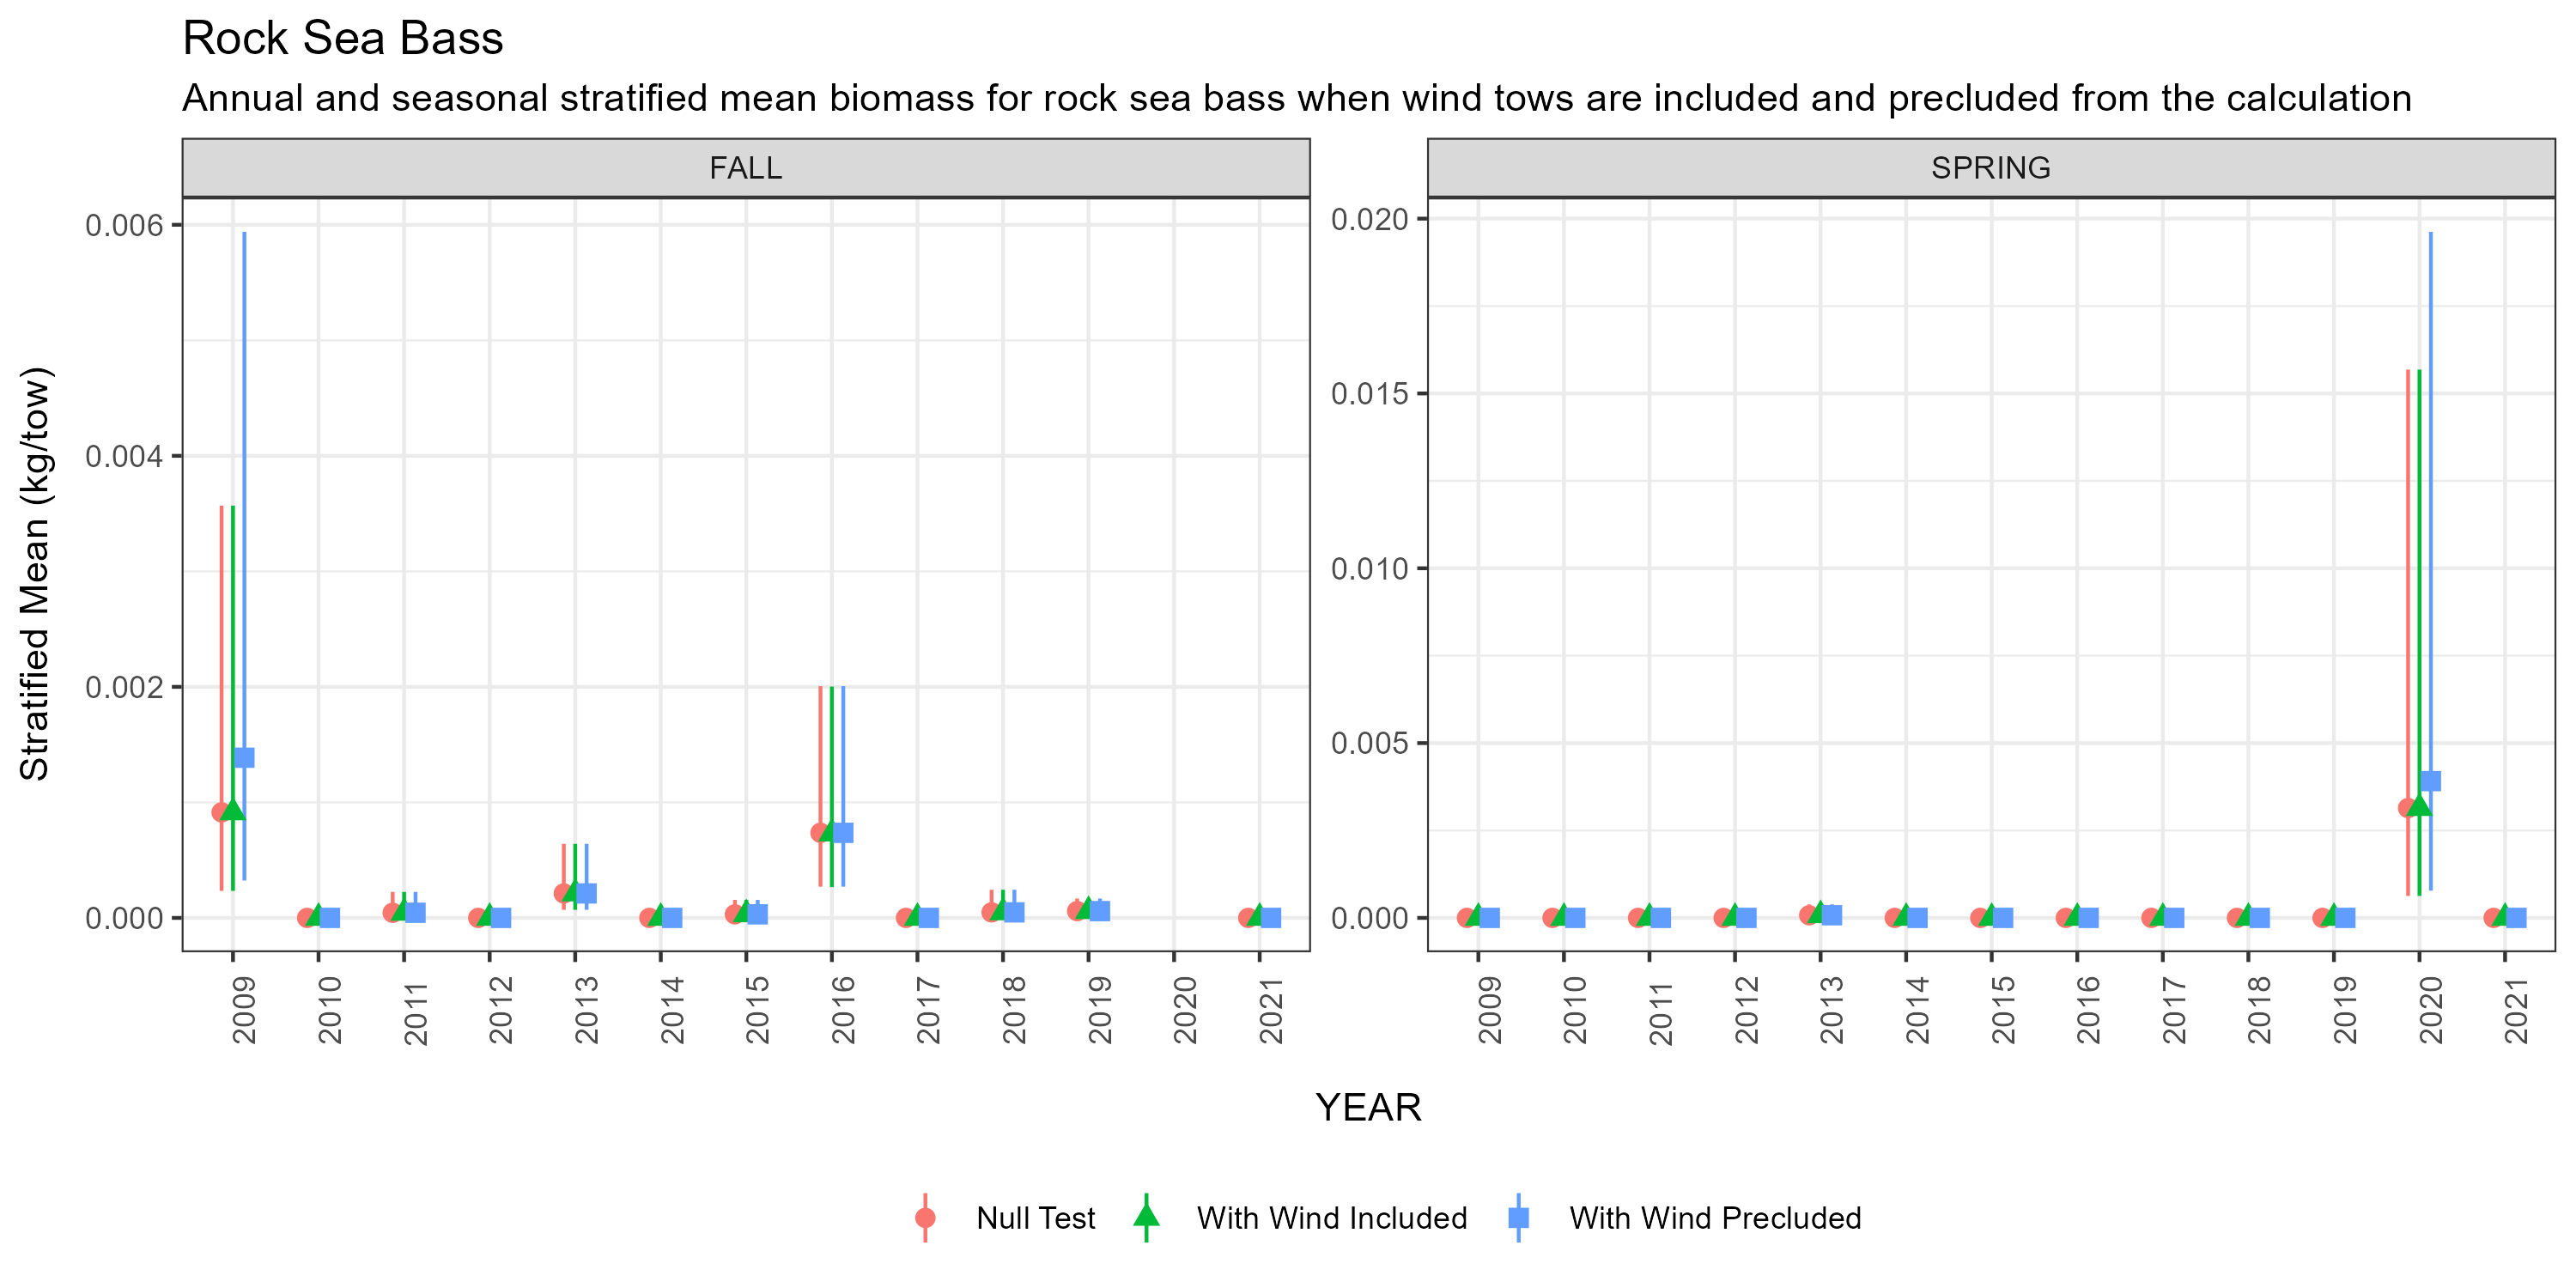 Rock Sea Bass
Annual and seasonal stratified mean biomass for rock sea bass when wind tows are included and precluded from the calculation
FALL
SPRING
Stratified Mean (kg/tow)
0.006
0.004
0.002
0.000
0.020
0.015
0.010
0.005
0.000
2009 2010 2011 2012 2013 2014 2015 2016 2017 2018 2019 2020 2021
2009 2010 2011 2012 2013 2014 2015 2016 2017 2018 2019 2020 2021
YEAR
Null Test With Wind Included With Wind Precluded